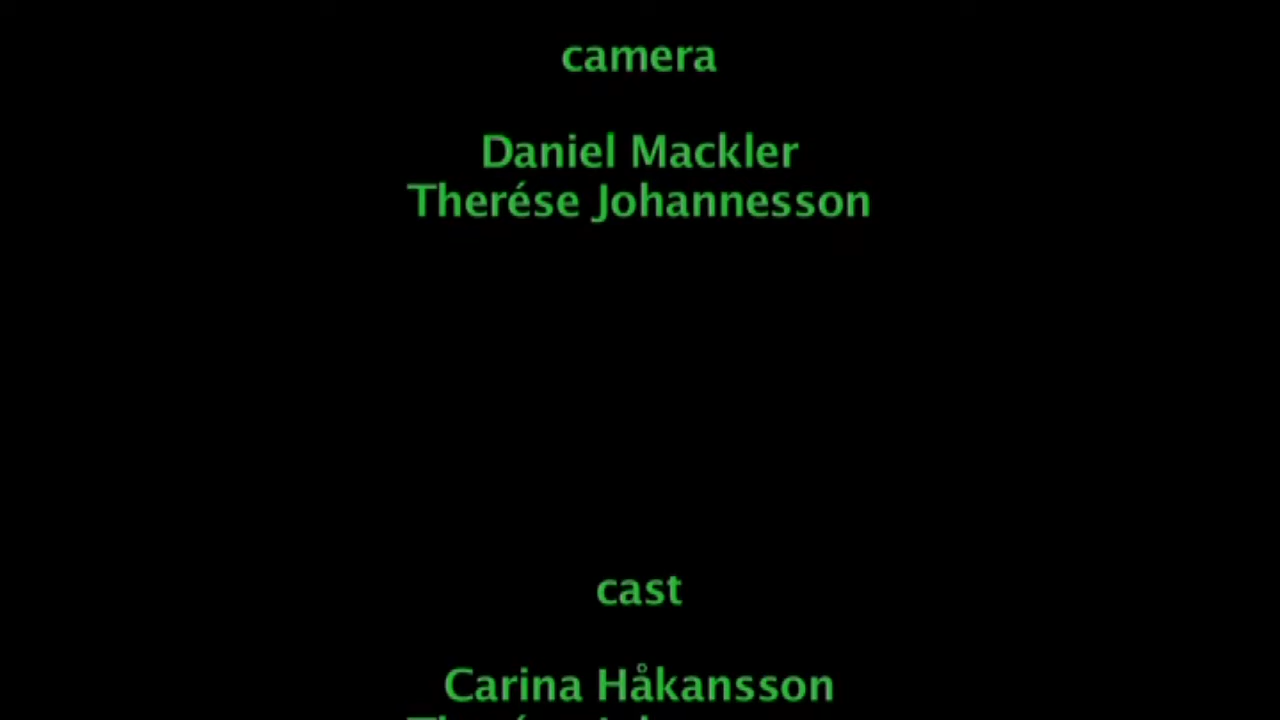 camera
Daniel Mackler
Therése Johannesson
cast
Carina Håkansson